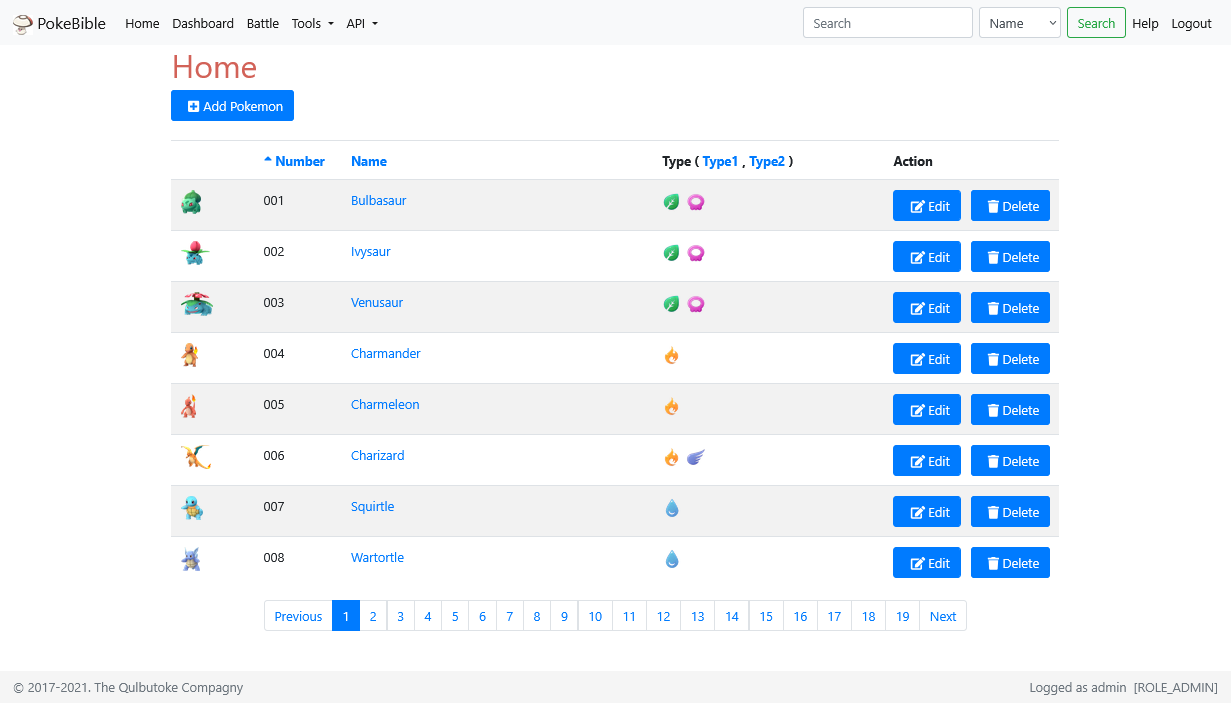 PokeBible Home Dashboard Battle Tools API Search Name Search Help Logout
Home
Add Pokemon
Number Name Type ( Type1 , Type2 ) Action
001 Bulbasaur Edit Delete
002 Ivysaur Edit Delete
003 Venusaur Edit Delete
004 Charmander Edit Delete
005 Charmeleon Edit Delete
006 Charizard Edit Delete
007 Squirtle Edit Delete
008 Wartortle Edit Delete
Previous 1 2 3 4 5 6 7 8 9 10 11 12 13 14 15 16 17 18 19 Next
© 2017-2021. The Qulbutoke Compagny Logged as admin [ROLE_ADMIN]